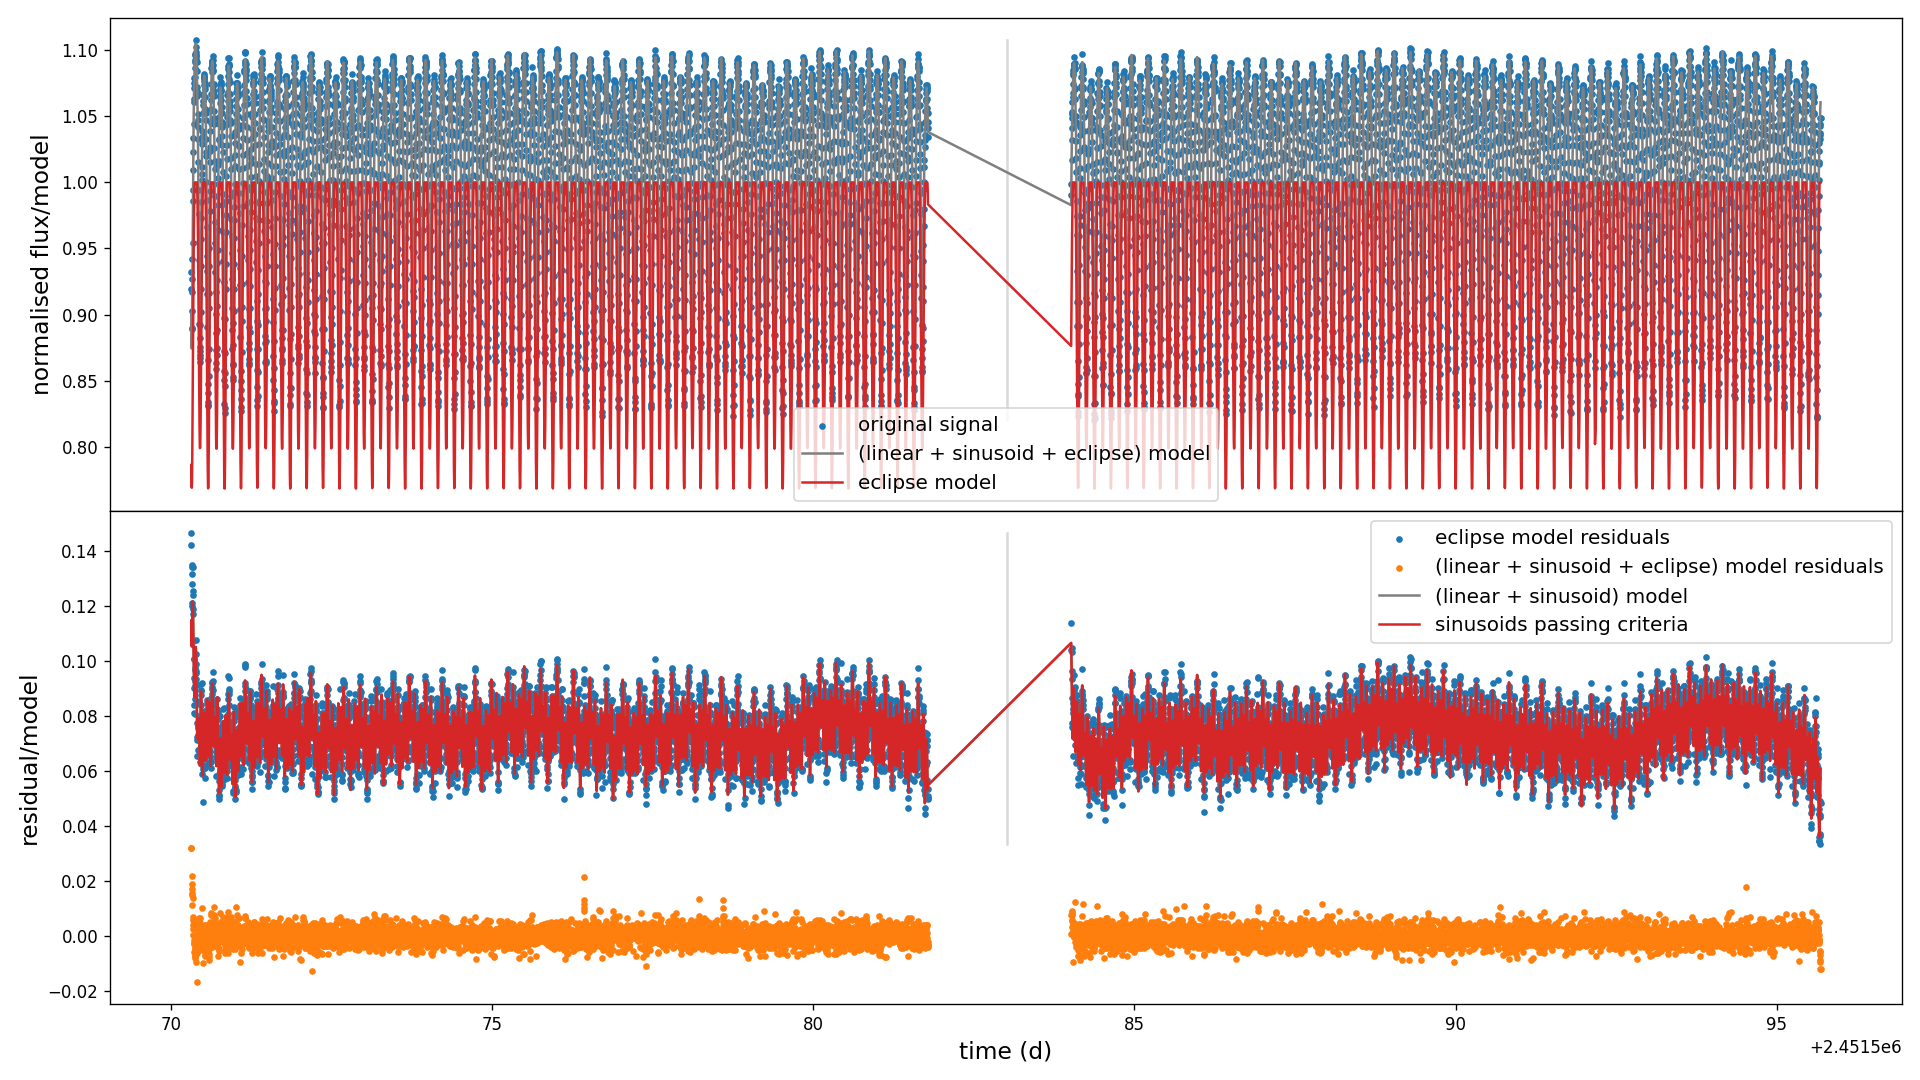 normalised flux/model
1.10
1.05
1.00
0.95
0.90
0.85
0.80
original signal
(linear + sinusoid + eclipse) model
eclipse model
residual/model
0.14
0.12
0.10
0.08
0.06
0.04
0.02
0.00
−0.02
eclipse model residuals
(linear + sinusoid + eclipse) model residuals
(linear + sinusoid) model
sinusoids passing criteria
70 75 80 85 90 95
time (d)
+2.4515e6